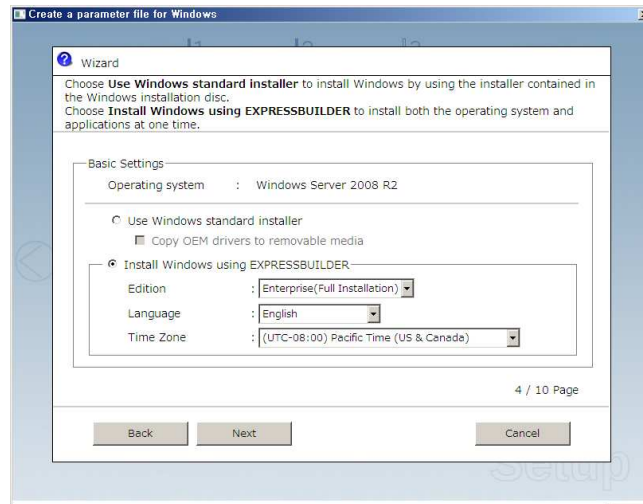 Create a parameter file for Windows
Wizard
Choose Use Windows standard installer to install Windows by using the installer contained in
the Windows installation disc.
Choose Install Windows using EXPRESSBUILDER to install both the operating system and
applications at one time.
Basic Settings
Operating system : Windows Server 2008 R2
Use Windows standard installer
Copy OEM drivers to removable media
Install Windows using EXPRESSBUILDER
Edition : Enterprise(Full Installation)
Language : English
Time Zone : (UTC-08:00) Pacific Time (US & Canada)
4 / 10 Page
Back Next Cancel
Setup